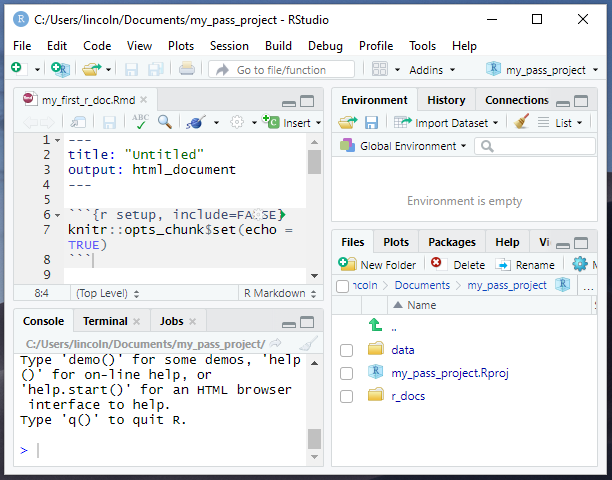 C:/Users/lincoln/Documents/my_pass_project - RStudio
File Edit Code View Plots Session Build Debug Profile Tools Help
Go to file/function Addins my_pass_project
my_first_r_doc.Rmd
ABC Insert
1 ---
2 title: "Untitled"
3 output: html_document
4 ---
5
6 ```{r setup, include=FALSE}
7 knitr::opts_chunk$set(echo =
TRUE)
8 ```
9
8:4 (Top Level) R Markdown
Console Terminal Jobs
C:/Users/lincoln/Documents/my_pass_project/
Type 'demo()' for some demos, 'help
()' for on-line help, or
'help.start()' for an HTML browser
interface to help.
Type 'q()' to quit R.
>
Environment History Connections
Import Dataset List
Global Environment
Environment is empty
Files Plots Packages Help Vi
New Folder Delete Rename M
ncoln Documents my_pass_project ...
Name S
..
data
my_pass_project.Rproj
r_docs